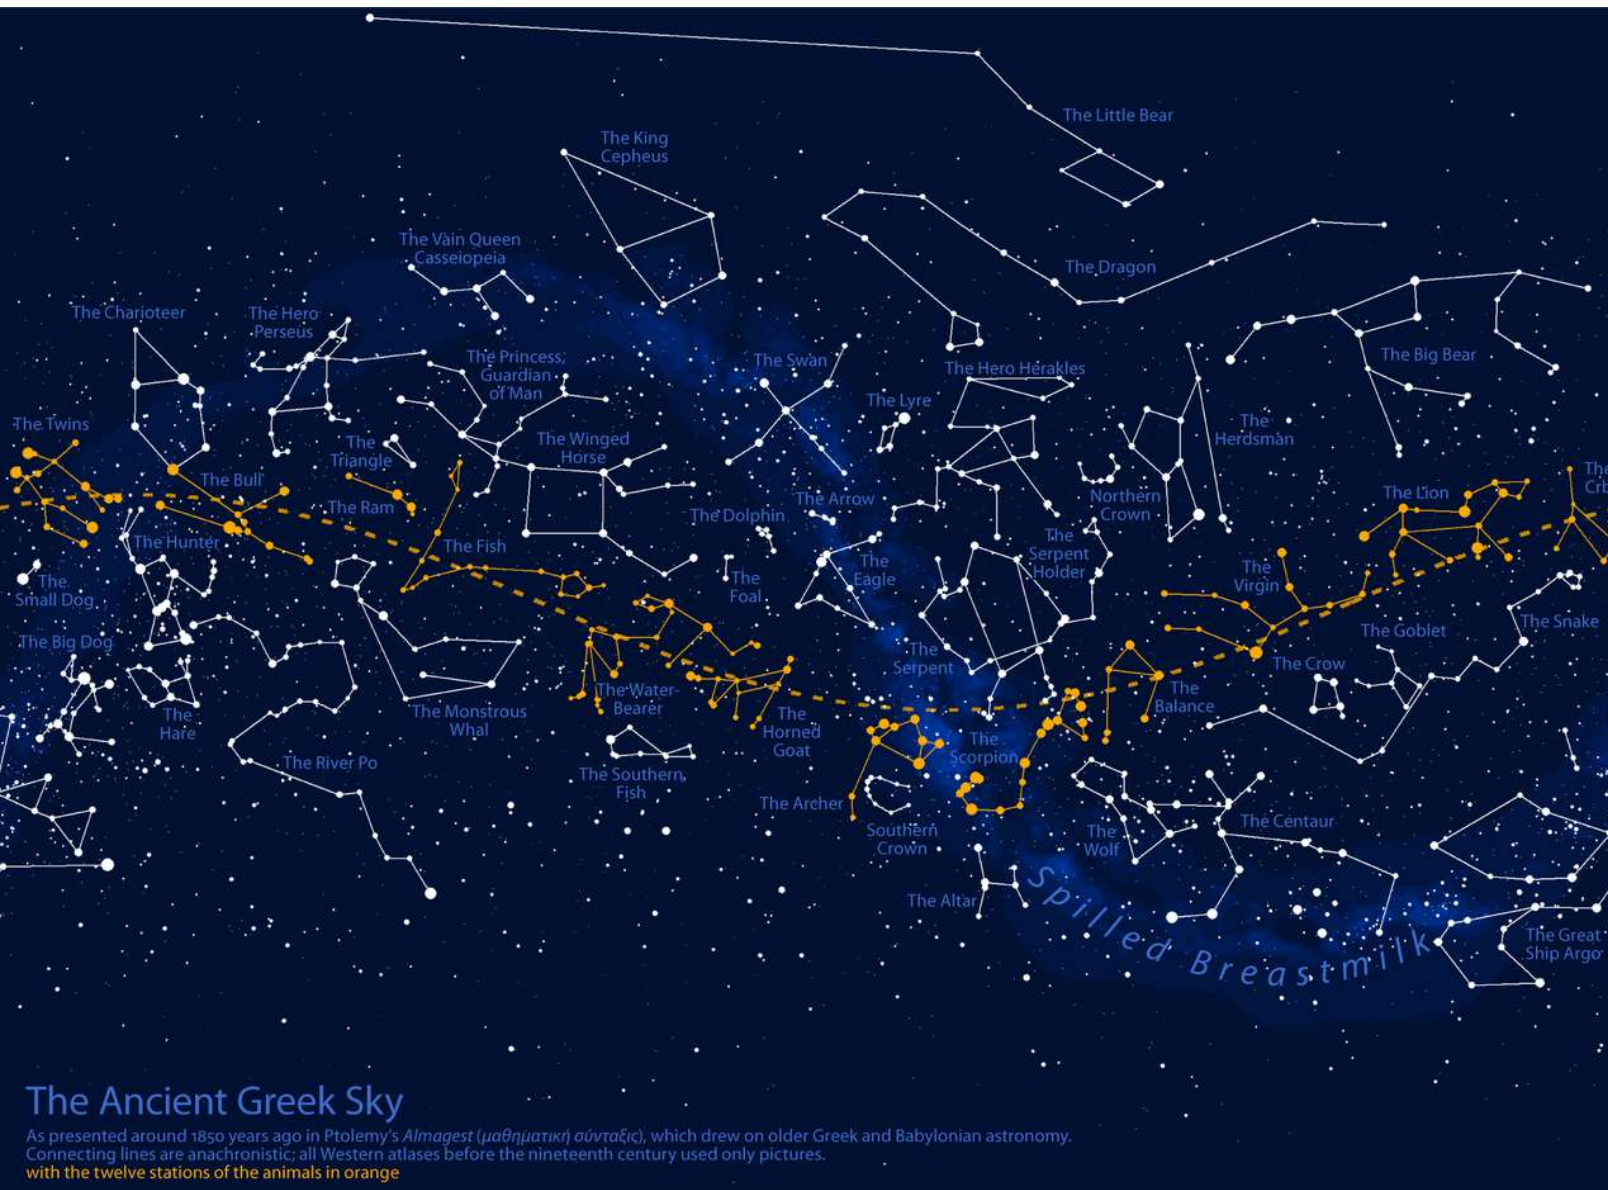 The Little Bear
The King
Cepheus
The Vain Queen
Casseiopeia
The Dragon
The Charioteer
The Hero
Perseus
The Princess,
Guardian
of Man
The Swan
The Hero Herakles
The Big Bear
The Lyre
The Twins
The
Triangle
The Winged
Horse
The
Herdsman
The Bull
The Ram
The Arrow
Northern
Crown
The Lion
The
The Dolphin
The Hunter
The Fish
The
Serpent
Holder
The
Eagle
The
Small Dog
The
Foal
The
Virgin
The Big Dog
The Goblet
The Snake
The
Serpent
The Crow
The Water-
Bearer
The
Balance
The
Hare
The Monstrous
Whal
The
Horned
Goat
The
Scorpion
The River Po
The Southern
Fish
The Archer
Southern
Crown
The
Wolf
The Centaur
The Altar
Spilled Breastmilk
The Great
Ship Argo
The Ancient Greek Sky
As presented around 1850 years ago in Ptolemy's Almagest (μαθηματική σύνταξις), which drew on older Greek and Babylonian astronomy.
Connecting lines are anachronistic; all Western atlases before the nineteenth century used only pictures.
with the twelve stations of the animals in orange